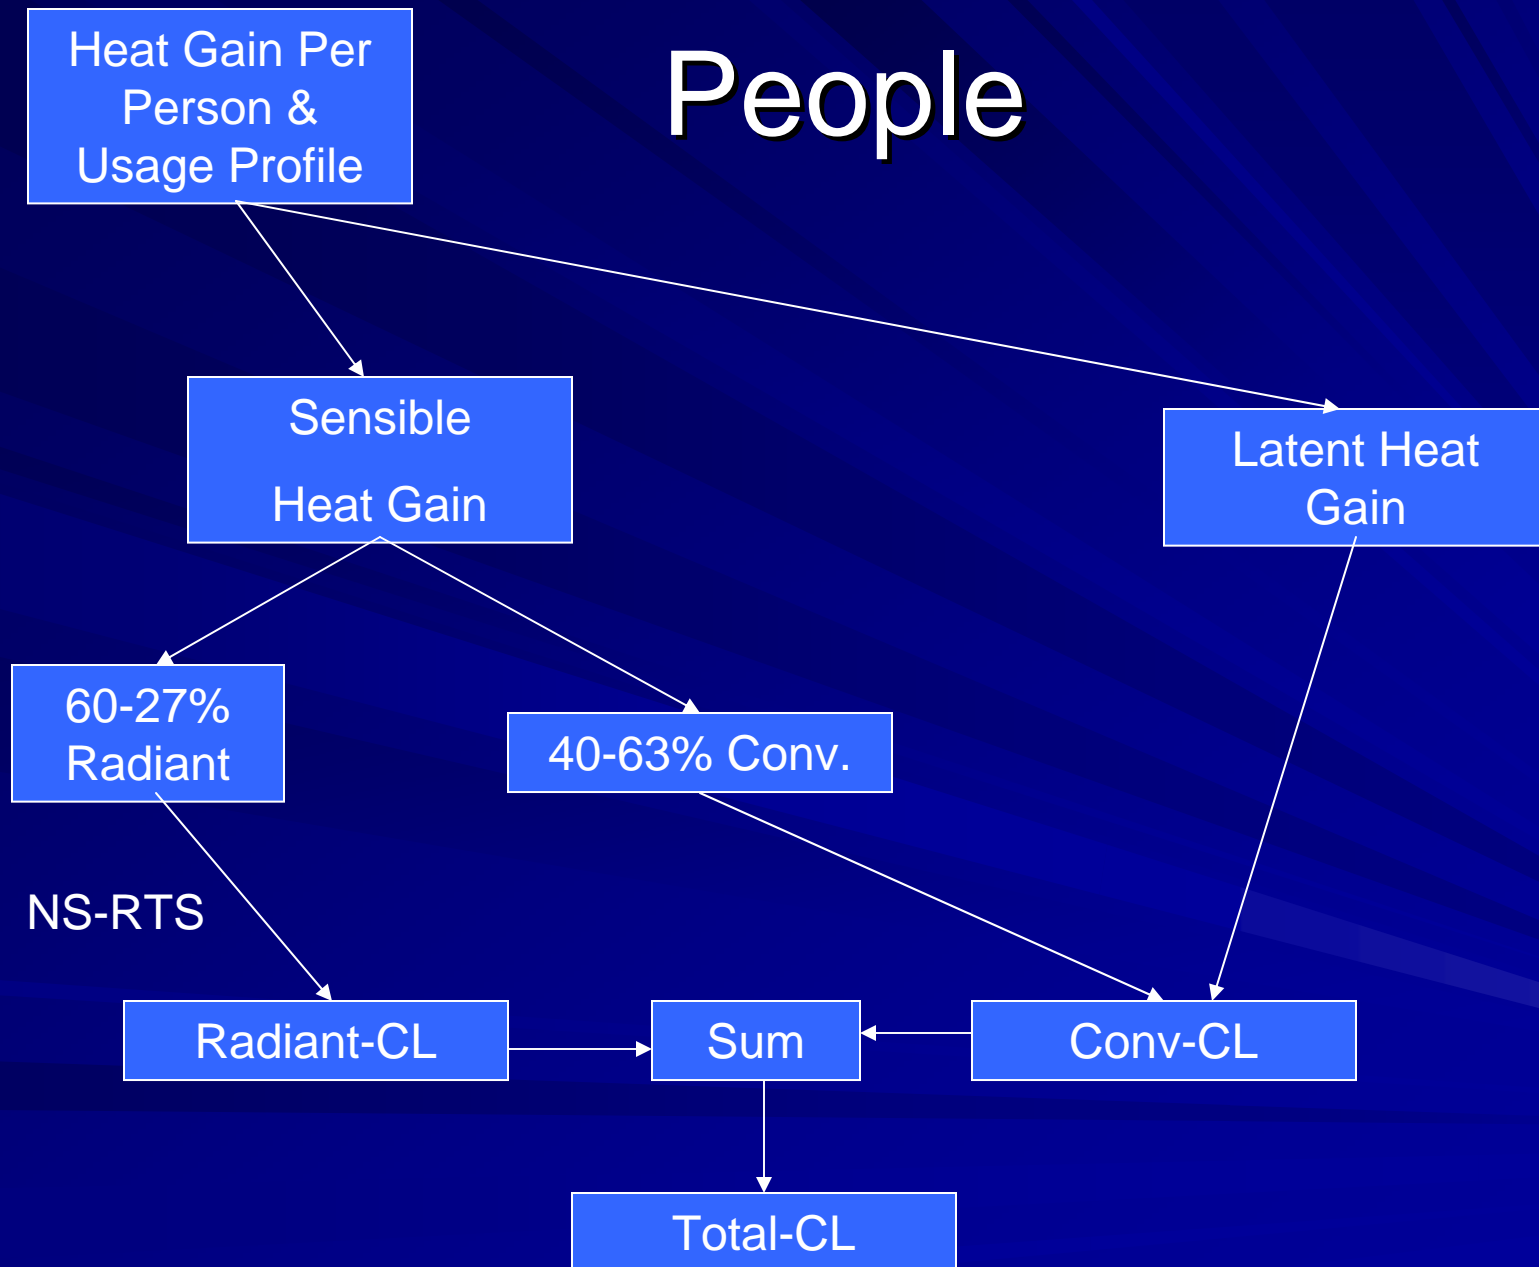 Heat Gain Per
Person &
Usage Profile
People
Sensible
Heat Gain
Latent Heat
Gain
60-27%
Radiant
40-63% Conv.
NS-RTS
Radiant-CL
Sum
Conv-CL
Total-CL